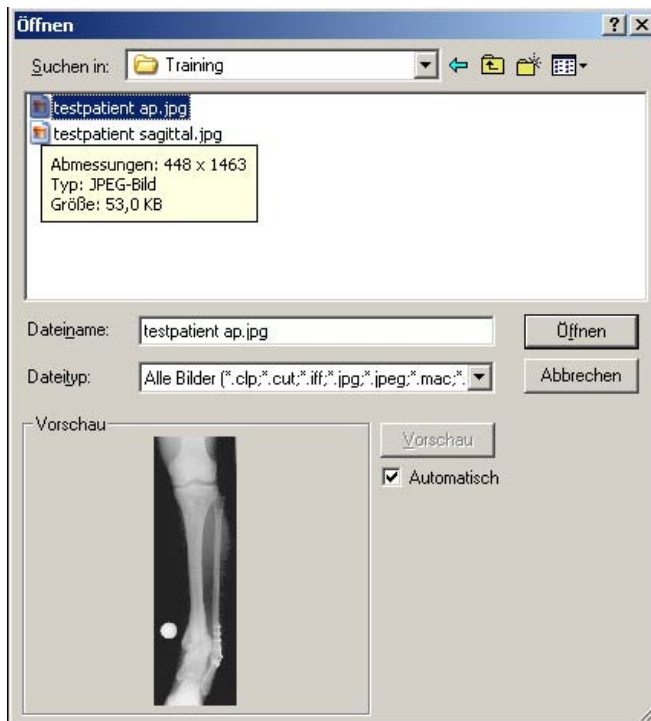 Öffnen
Suchen in: Training
testpatient ap.jpg
testpatient sagittal.jpg
Abmessungen: 448 x 1463
Typ: JPEG-Bild
Größe: 53,0 KB
Dateiname: testpatient ap.jpg Öffnen
Dateityp: Alle Bilder (*.clp;*.cut;*.iff;*.jpg;*.jpeg;*.mac;*. Abbrechen
Vorschau Vorschau
Automatisch